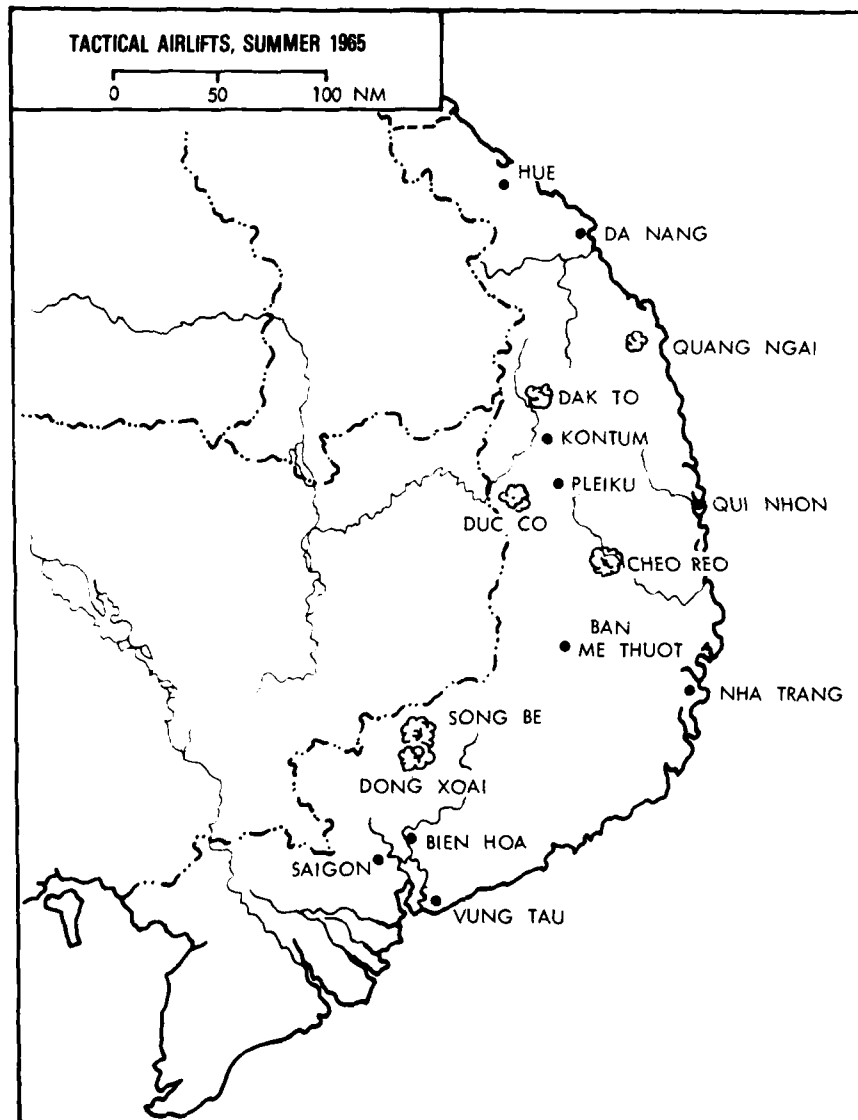 TACTICAL AIRLIFTS, SUMMER 1965
0 50 100 NM
HUE
DA NANG
QUANG NGAI
DAK TO
KONTUM
PLEIKU
QUI NHON
DUC CO
CHEO REO
BAN
ME THUOT
NHA TRANG
SONG BE
DONG XOAI
BIEN HOA
SAIGON
VUNG TAU